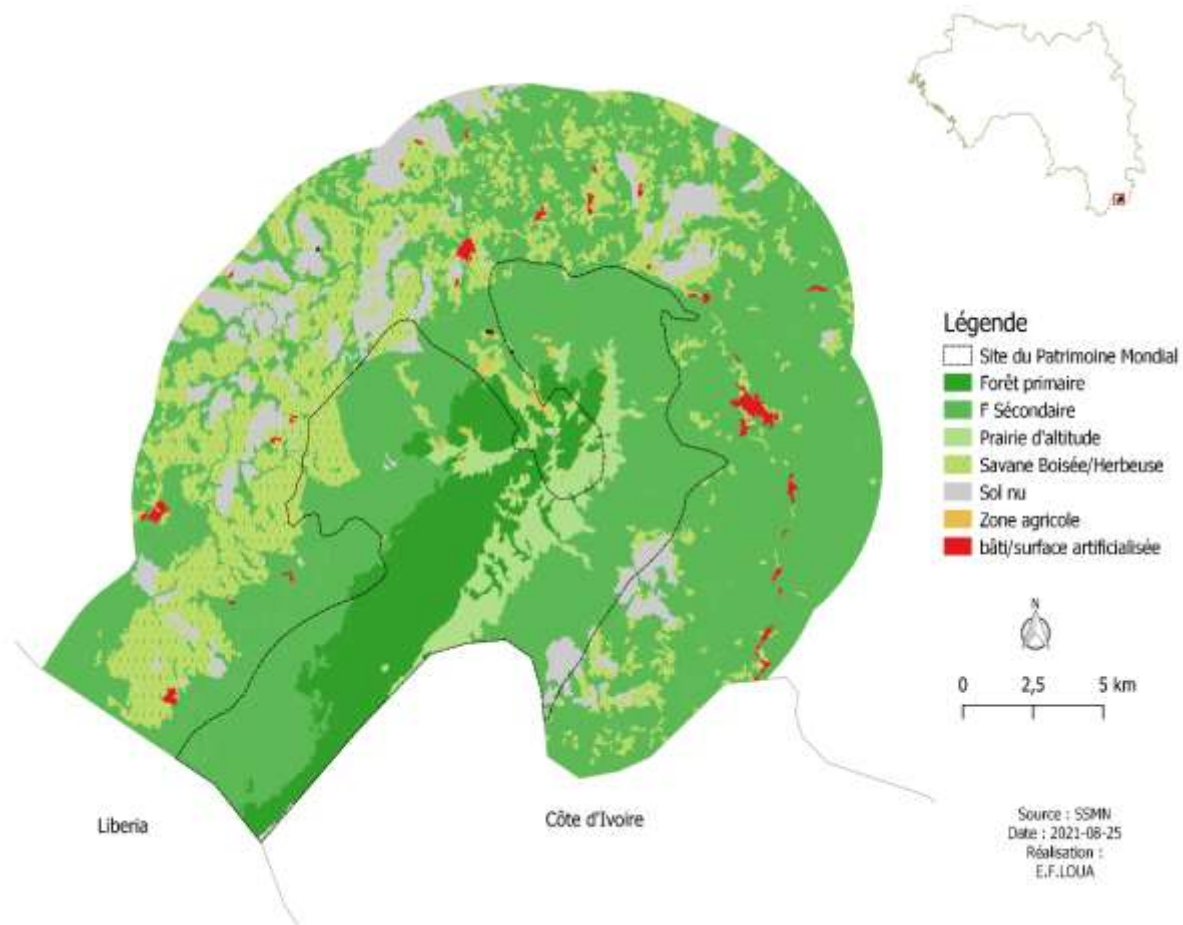 Légende
Site du Patrimoine Mondial
Forêt primaire
F Sécondaire
Prairie d'altitude
Savane Boisée/Herbeuse
Sol nu
Zone agricole
bâti/surface artificialisée
N
0 2,5 5 km
Liberia
Côte d'Ivoire
Source : SSMN
Date : 2021-08-25
Réalisation :
E.F.LOUA